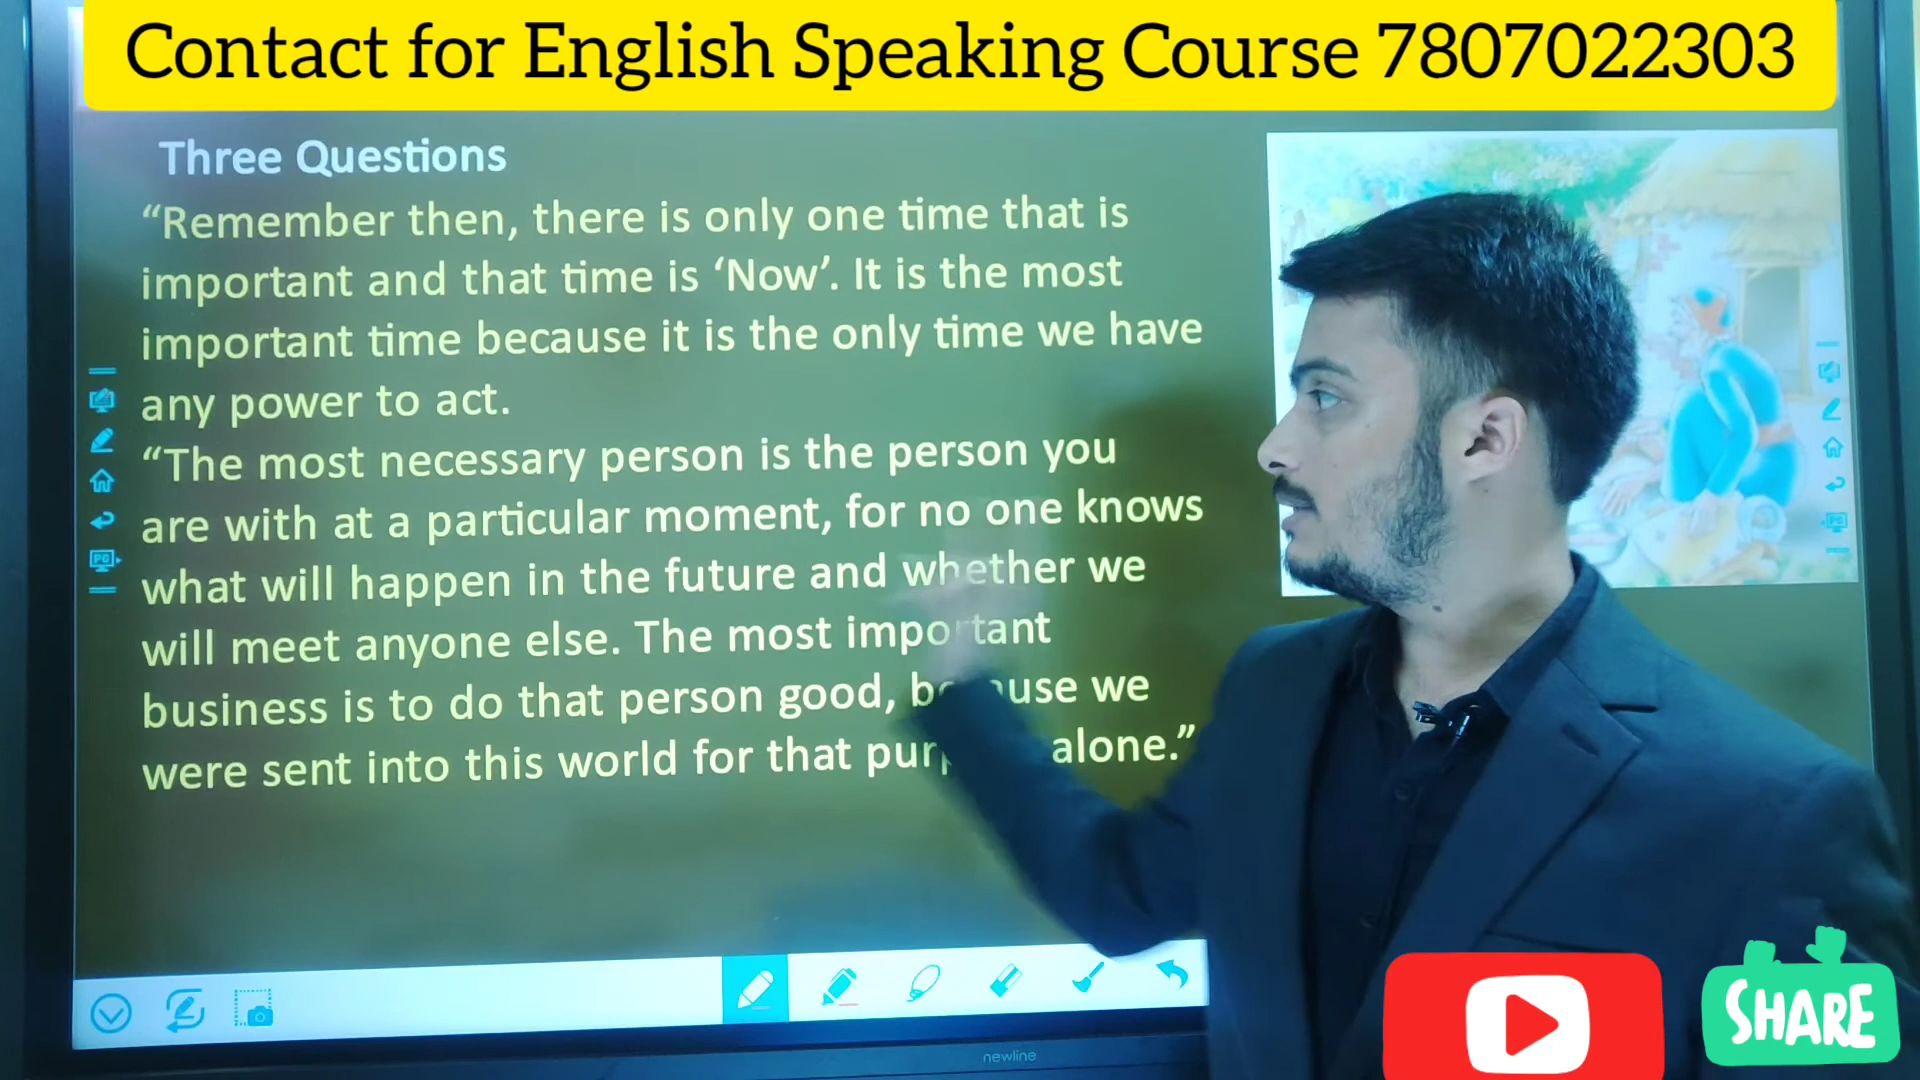 Contact for English Speaking Course 7807022303
Three Questions
“Remember then, there is only one time that is
important and that time is ‘Now’. It is the most
important time because it is the only time we have
any power to act.
“The most necessary person is the person you
are with at a particular moment, for no one knows
what will happen in the future and whether we
will meet anyone else. The most important
business is to do that person good, because we
were sent into this world for that alone.”
PC
PC
newline
SHARE